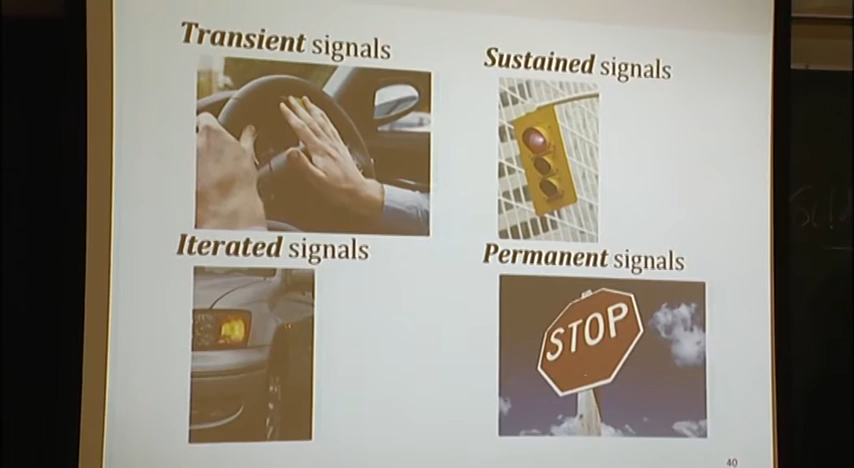 Transient signals
Sustained signals
Iterated signals
Permanent signals
STOP
40